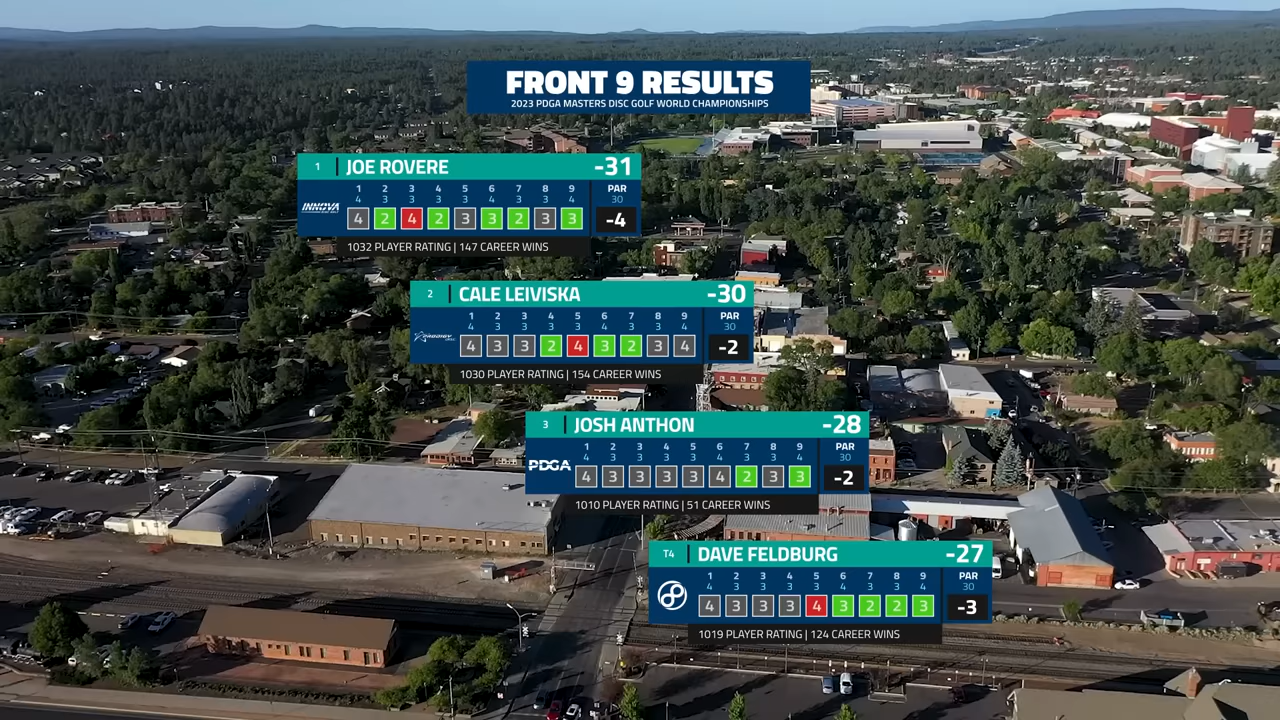 FRONT 9 RESULTS
2023 PDGA MASTERS DISC GOLF WORLD CHAMPIONSHIPS
1 JOE ROVERE -31
1 2 3 4 5 6 7 8 9 PAR
4 3 3 3 3 4 3 3 4 30
INNOVA 4 2 4 2 3 3 2 3 3 -4
1032 PLAYER RATING | 147 CAREER WINS
2 CALE LEIVISKA -30
1 2 3 4 5 6 7 8 9 PAR
4 3 3 3 3 4 3 3 4 30
PRODIGY 4 3 3 2 4 3 2 3 4 -2
1030 PLAYER RATING | 154 CAREER WINS
3 JOSH ANTHON -28
1 2 3 4 5 6 7 8 9 PAR
4 3 3 3 3 4 3 3 4 30
PDGA 4 3 3 3 3 4 2 3 3 -2
1010 PLAYER RATING | 51 CAREER WINS
T4 DAVE FELDBURG -27
1 2 3 4 5 6 7 8 9 PAR
4 3 3 3 3 4 3 3 4 30
4 3 3 3 4 3 2 2 3 -3
1019 PLAYER RATING | 124 CAREER WINS